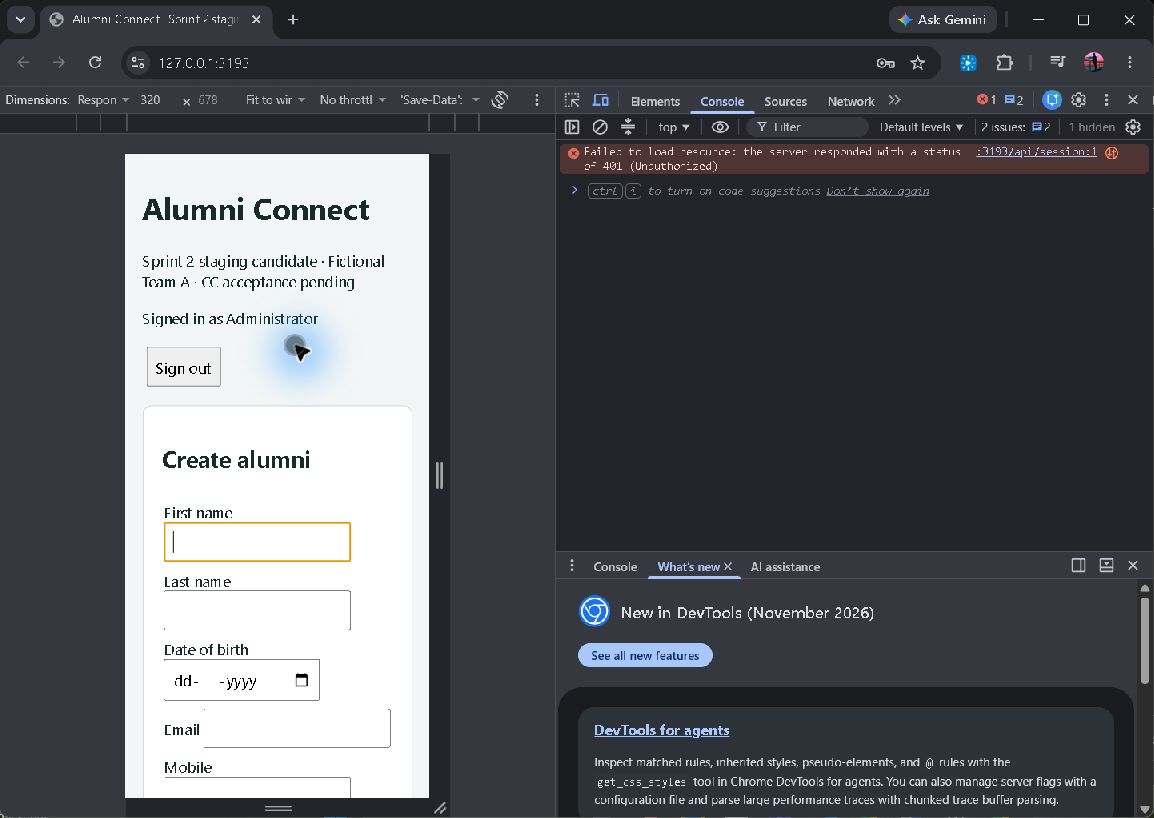 Alumni Connect · Sprint 2 stagi
Ask Gemini
127.0.0.1:3193
Dimensions: Respon 320 x 678 Fit to wir No throttl "Save-Data":
Elements Console Sources Network 1 2
top Filter Default levels 2 issues: 2 1 hidden
Failed to load resource: the server responded with a status :3193/api/session:1
of 401 (Unauthorized)
ctrl i to turn on code suggestions Don't show again
Alumni Connect
Sprint 2 staging candidate · Fictional
Team A · CC acceptance pending
Signed in as Administrator
Sign out
Create alumni
First name
Last name
Date of birth
dd- -yyyy
Email
Mobile
Console What's new AI assistance
New in DevTools (November 2026)
See all new features
DevTools for agents
Inspect matched rules, inherited styles, pseudo-elements, and @ rules with the
get_css_styles tool in Chrome DevTools for agents. You can also manage server flags with a
configuration file and parse large performance traces with chunked trace buffer parsing.